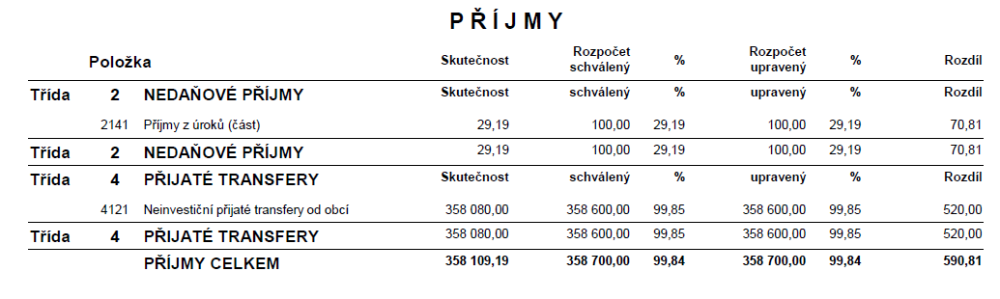 P Ř Í J M Y
Položka Skutečnost Rozpočet schválený % Rozpočet upravený % Rozdíl
Třída 2 NEDAŇOVÉ PŘÍJMY Skutečnost schválený % upravený % Rozdíl
2141 Příjmy z úroků (část) 29,19 100,00 29,19 100,00 29,19 70,81
Třída 2 NEDAŇOVÉ PŘÍJMY 29,19 100,00 29,19 100,00 29,19 70,81
Třída 4 PŘIJATÉ TRANSFERY Skutečnost schválený % upravený % Rozdíl
4121 Neinvestiční přijaté transfery od obcí 358 080,00 358 600,00 99,85 358 600,00 99,85 520,00
Třída 4 PŘIJATÉ TRANSFERY 358 080,00 358 600,00 99,85 358 600,00 99,85 520,00
PŘÍJMY CELKEM 358 109,19 358 700,00 99,84 358 700,00 99,84 590,81